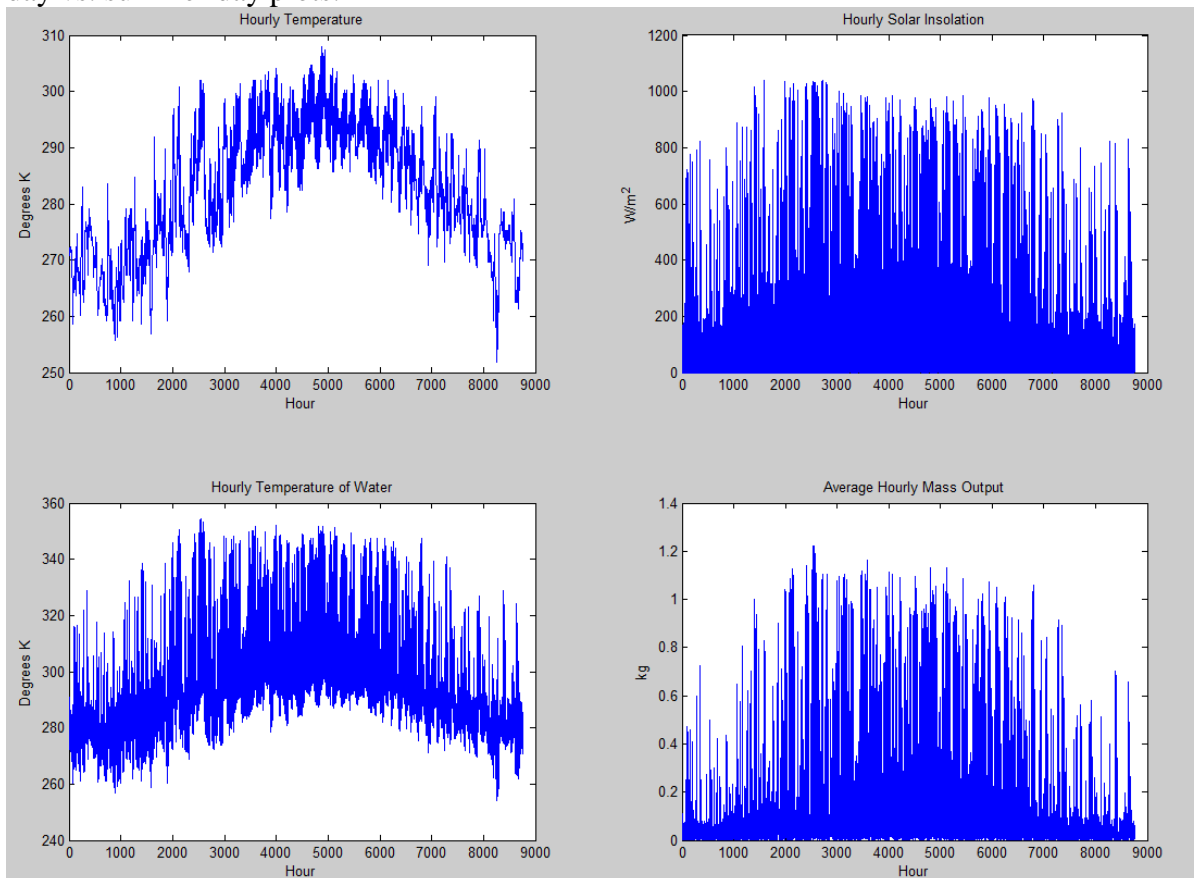 Hourly Temperature
310
300
290
280
270
260
250
Degrees K
0 1000 2000 3000 4000 5000 6000 7000 8000 9000
Hour
Hourly Solar Insolation
1200
1000
800
600
400
200
0
W/m²
0 1000 2000 3000 4000 5000 6000 7000 8000 9000
Hour
Hourly Temperature of Water
360
340
320
300
280
260
240
Degrees K
0 1000 2000 3000 4000 5000 6000 7000 8000 9000
Hour
Average Hourly Mass Output
1.4
1.2
1
0.8
0.6
0.4
0.2
0
kg
0 1000 2000 3000 4000 5000 6000 7000 8000 9000
Hour